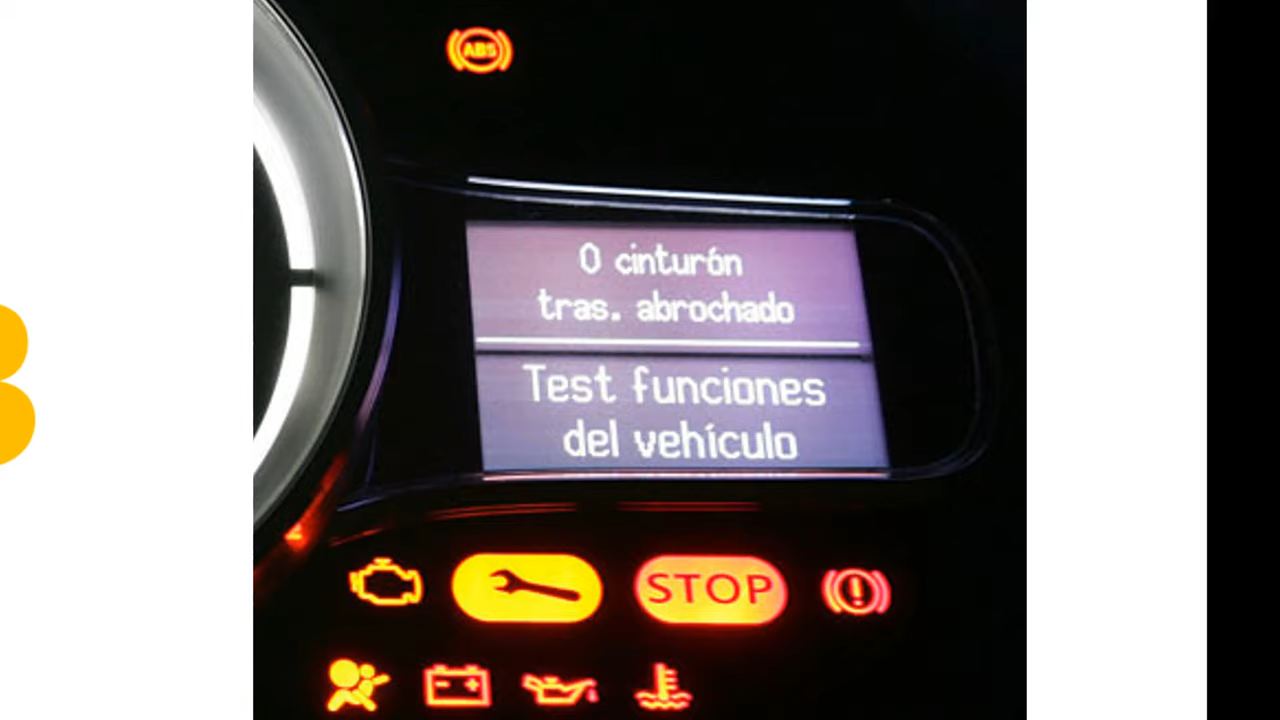 ABS
0 cinturón
tras. abrochado
Test funciones
del vehículo
STOP